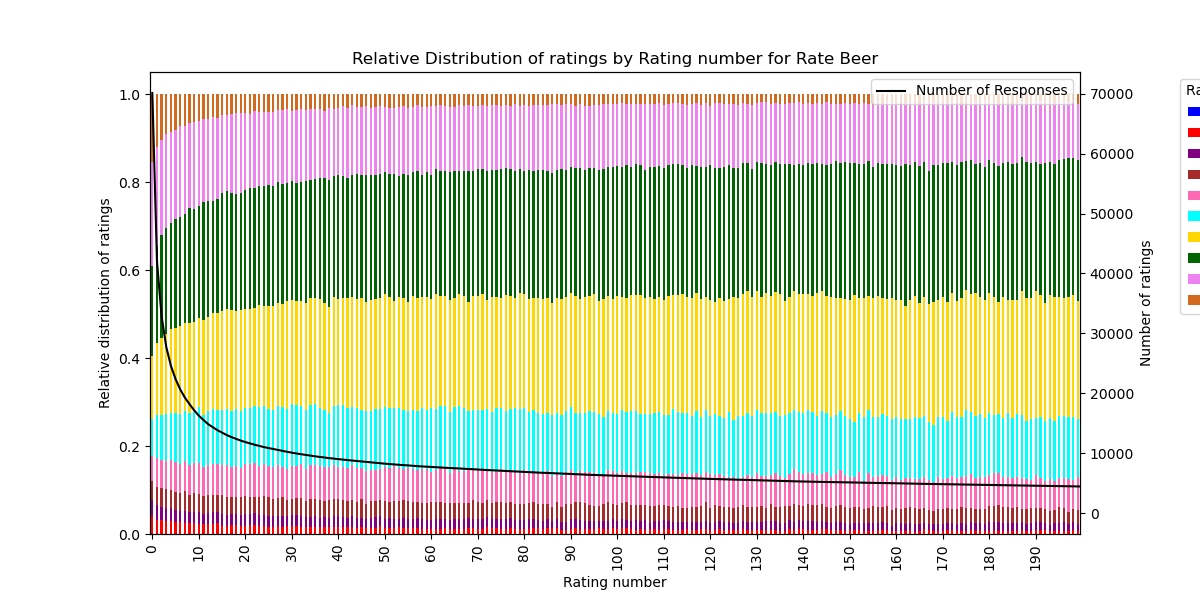 Relative Distribution of ratings by Rating number for Rate Beer
Number of Responses
Ra
Relative distribution of ratings
1.0
0.8
0.6
0.4
0.2
0.0
70000
60000
50000
40000
30000
20000
10000
0
Number of ratings
0 10 20 30 40 50 60 70 80 90 100 110 120 130 140 150 160 170 180 190
Rating number